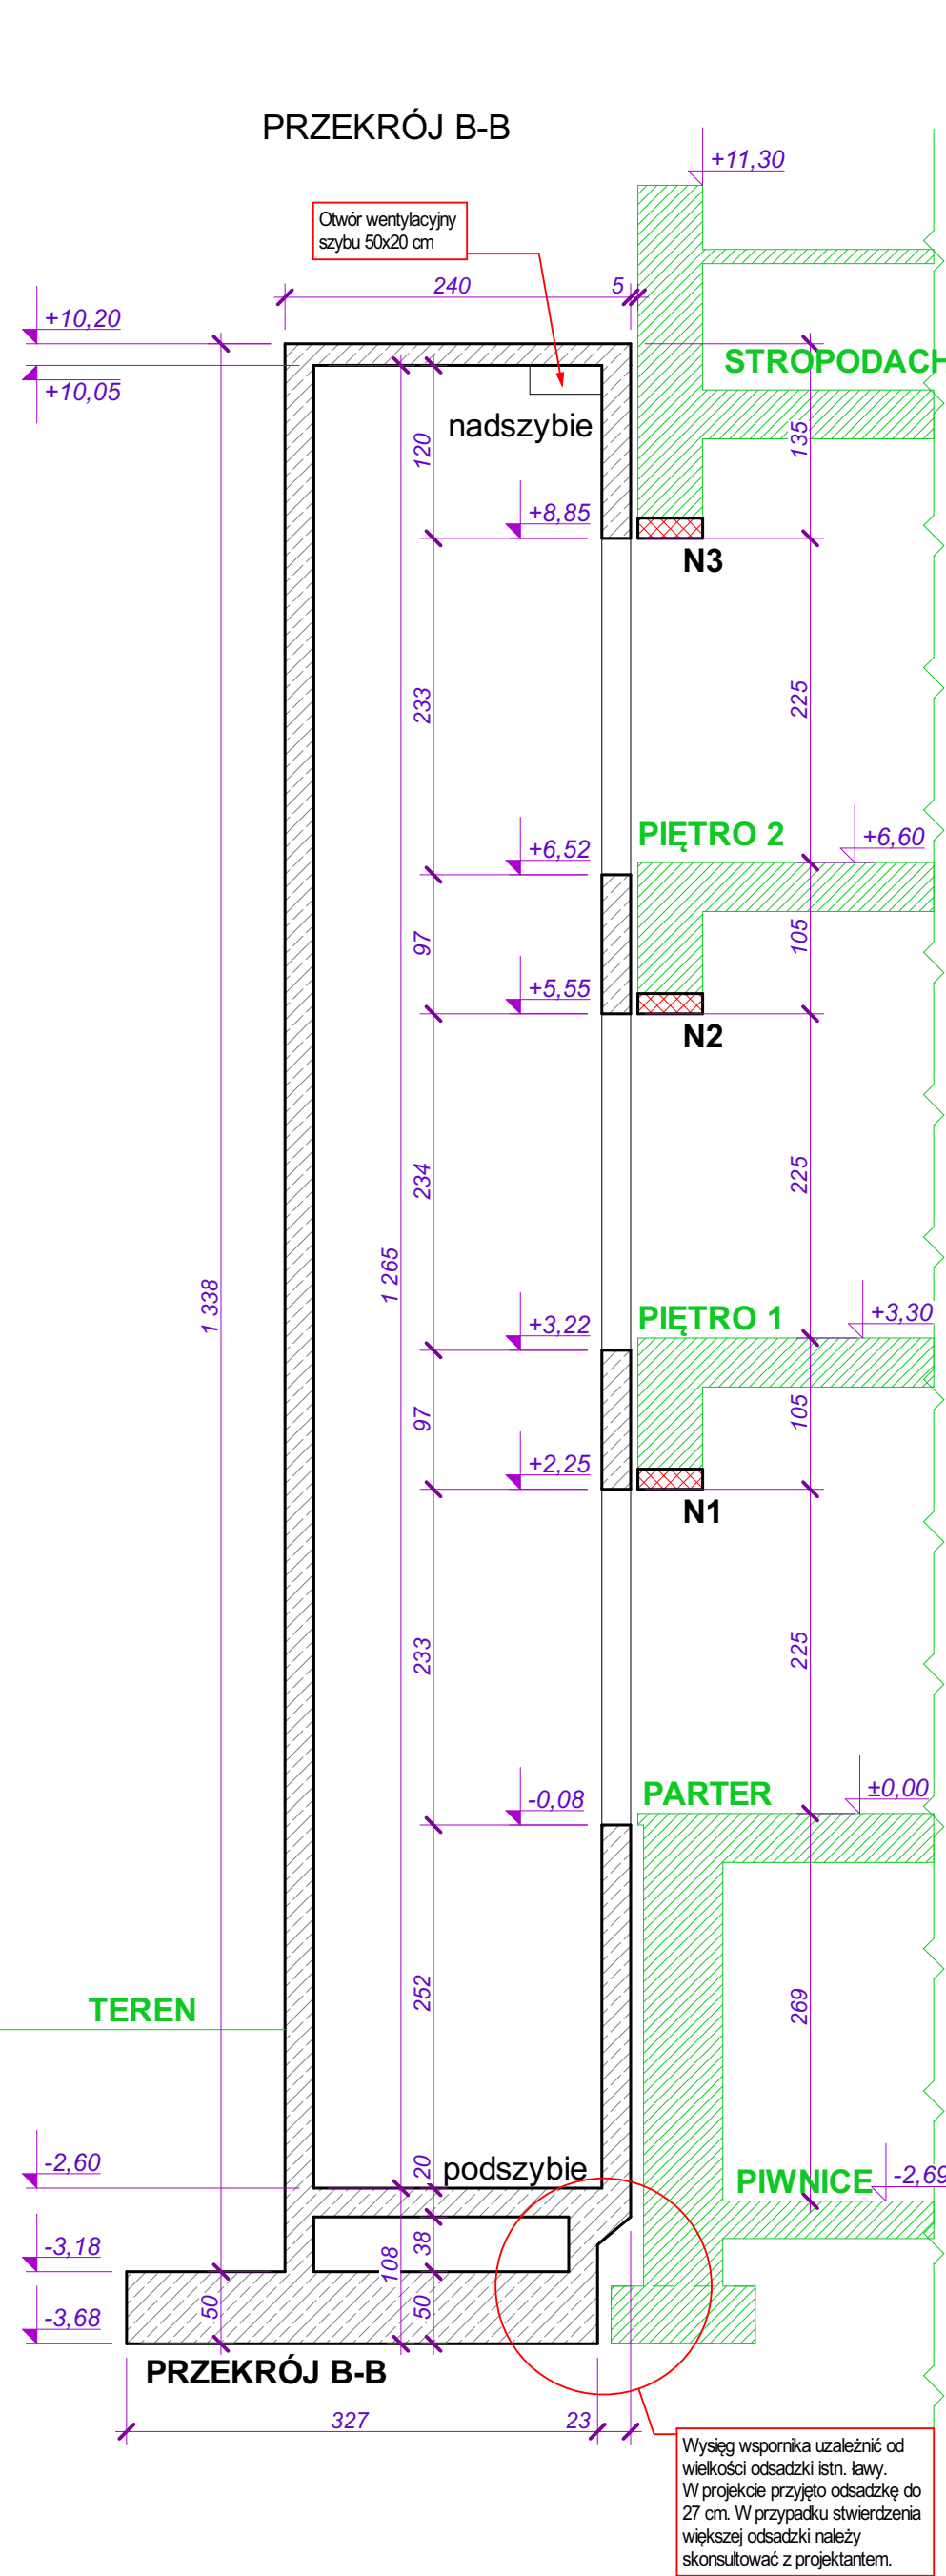 PRZEKRÓJ B-B
+11,30
Otwór wentylacyjny
szybu 50x20 cm
240
5
+10,20
+10,05
STROPODACH
nadszybie
120
135
+8,85
N3
233
225
PIĘTRO 2
+6,60
+6,52
97
105
+5,55
N2
234
225
1 265
1 338
PIĘTRO 1
+3,30
+3,22
97
105
+2,25
N1
233
225
PARTER
±0,00
-0,08
252
269
TEREN
-2,60
20
podszybie
PIWNICE
-2,69
-3,18
38
108
50
50
-3,68
PRZEKRÓJ B-B
327
23
Wysięg wspornika uzależnić od
wielkości odsadzki istn. ławy.
W projekcie przyjęto odsadzkę do
27 cm. W przypadku stwierdzenia
większej odsadzki należy
skonsultować z projektantem.